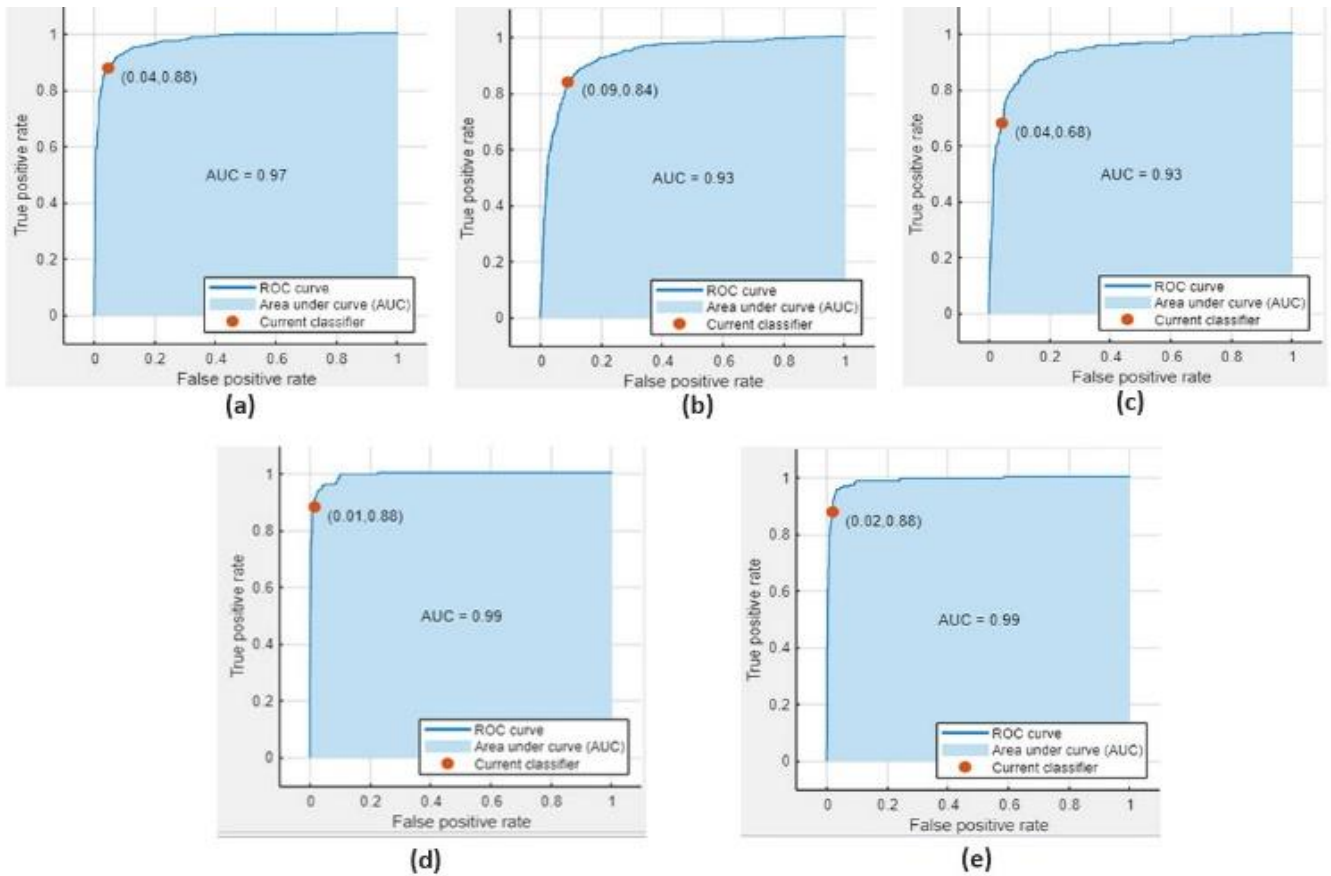 1
0.8
0.6
0.4
0.2
0
True positive rate
(0.04,0.88)
AUC = 0.97
ROC curve
Area under curve (AUC)
Current classifier
0 0.2 0.4 0.6 0.8 1
False positive rate
(a)
1
0.8
0.6
0.4
0.2
0
True positive rate
(0.09,0.84)
AUC = 0.93
ROC curve
Area under curve (AUC)
Current classifier
0 0.2 0.4 0.6 0.8 1
False positive rate
(b)
1
0.8
0.6
0.4
0.2
0
True positive rate
(0.04,0.68)
AUC = 0.93
ROC curve
Area under curve (AUC)
Current classifier
0 0.2 0.4 0.6 0.8 1
False positive rate
(c)
1
0.8
0.6
0.4
0.2
0
True positive rate
(0.01,0.88)
AUC = 0.99
ROC curve
Area under curve (AUC)
Current classifier
0 0.2 0.4 0.6 0.8 1
False positive rate
(d)
1
0.8
0.6
0.4
0.2
0
True positive rate
(0.02,0.88)
AUC = 0.99
ROC curve
Area under curve (AUC)
Current classifier
0 0.2 0.4 0.6 0.8 1
False positive rate
(e)